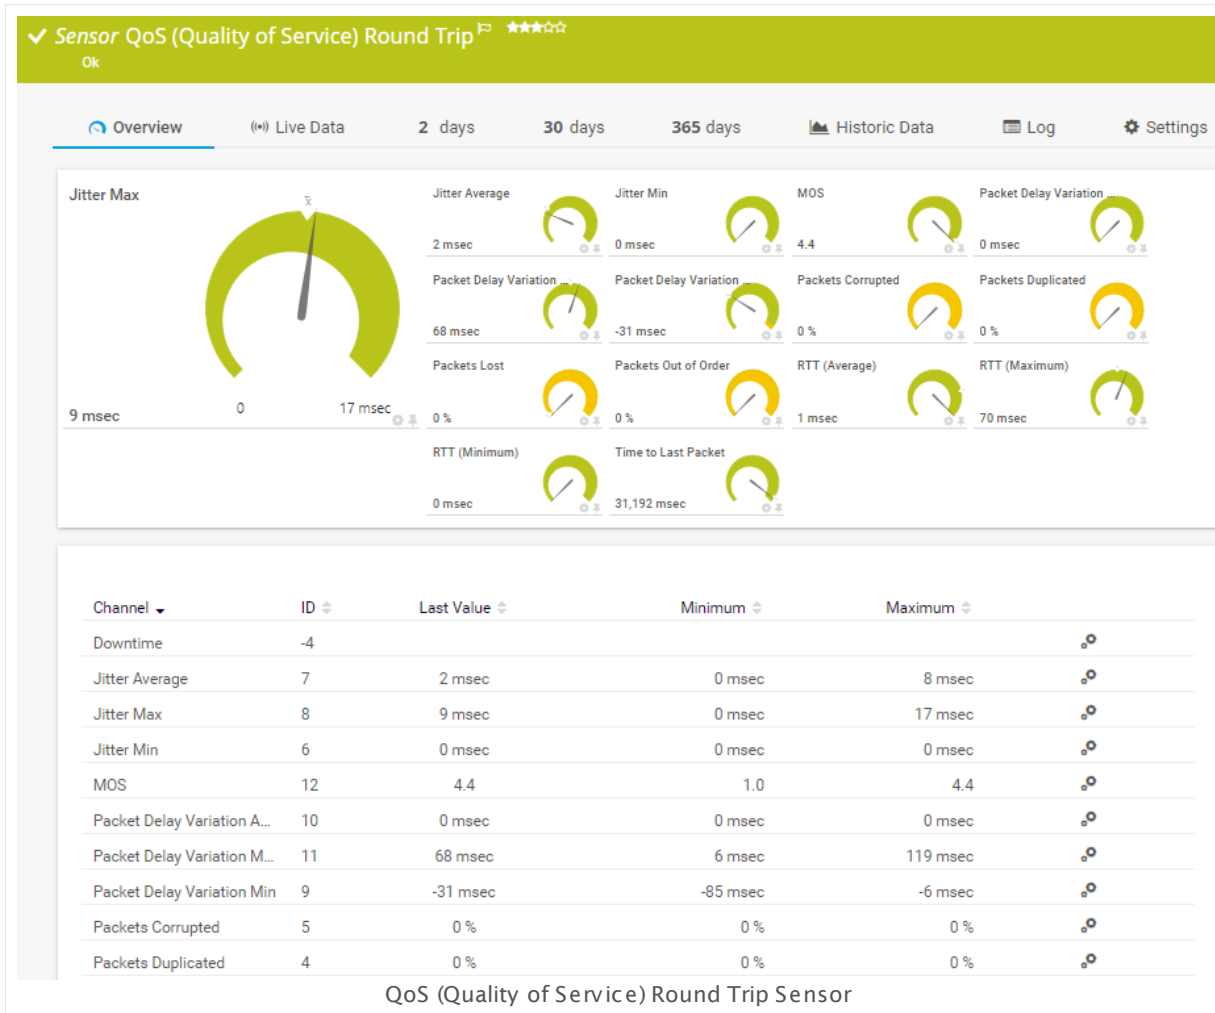 Sensor QoS (Quality of Service) Round Trip
Ok
Overview Live Data 2 days 30 days 365 days Historic Data Log Settings
Jitter Max
x̄
0 17 msec
9 msec
Jitter Average
2 msec
Jitter Min
0 msec
MOS
4.4
Packet Delay Variation ...
0 msec
Packet Delay Variation ...
68 msec
Packet Delay Variation ...
-31 msec
Packets Corrupted
0 %
Packets Duplicated
0 %
Packets Lost
0 %
Packets Out of Order
0 %
RTT (Average)
1 msec
RTT (Maximum)
70 msec
RTT (Minimum)
0 msec
Time to Last Packet
31,192 msec
Channel ID Last Value Minimum Maximum
Downtime -4
Jitter Average 7 2 msec 0 msec 8 msec
Jitter Max 8 9 msec 0 msec 17 msec
Jitter Min 6 0 msec 0 msec 0 msec
MOS 12 4.4 1.0 4.4
Packet Delay Variation A... 10 0 msec 0 msec 0 msec
Packet Delay Variation M... 11 68 msec 6 msec 119 msec
Packet Delay Variation Min 9 -31 msec -85 msec -6 msec
Packets Corrupted 5 0 % 0 % 0 %
Packets Duplicated 4 0 % 0 % 0 %
QoS (Quality of Service) Round Trip Sensor